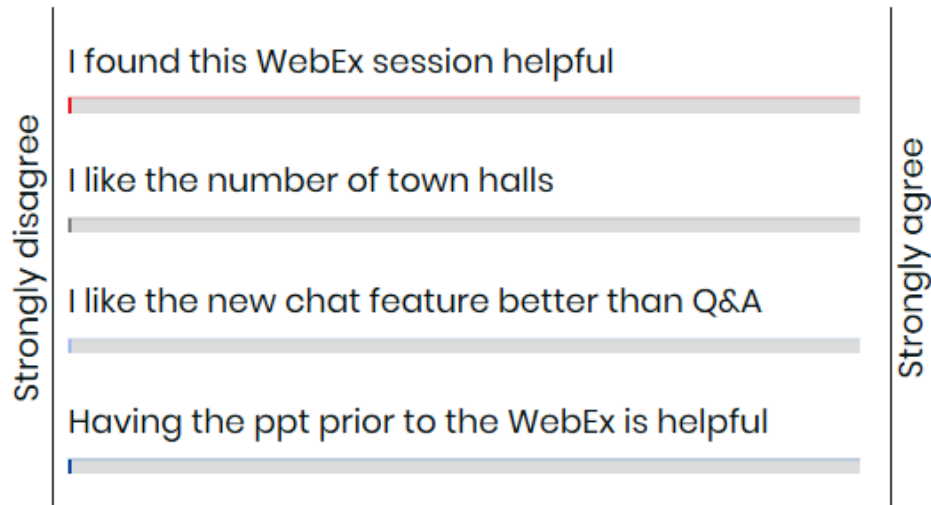 Strongly disagree
I found this WebEx session helpful
I like the number of town halls
I like the new chat feature better than Q&A
Having the ppt prior to the WebEx is helpful
Strongly agree